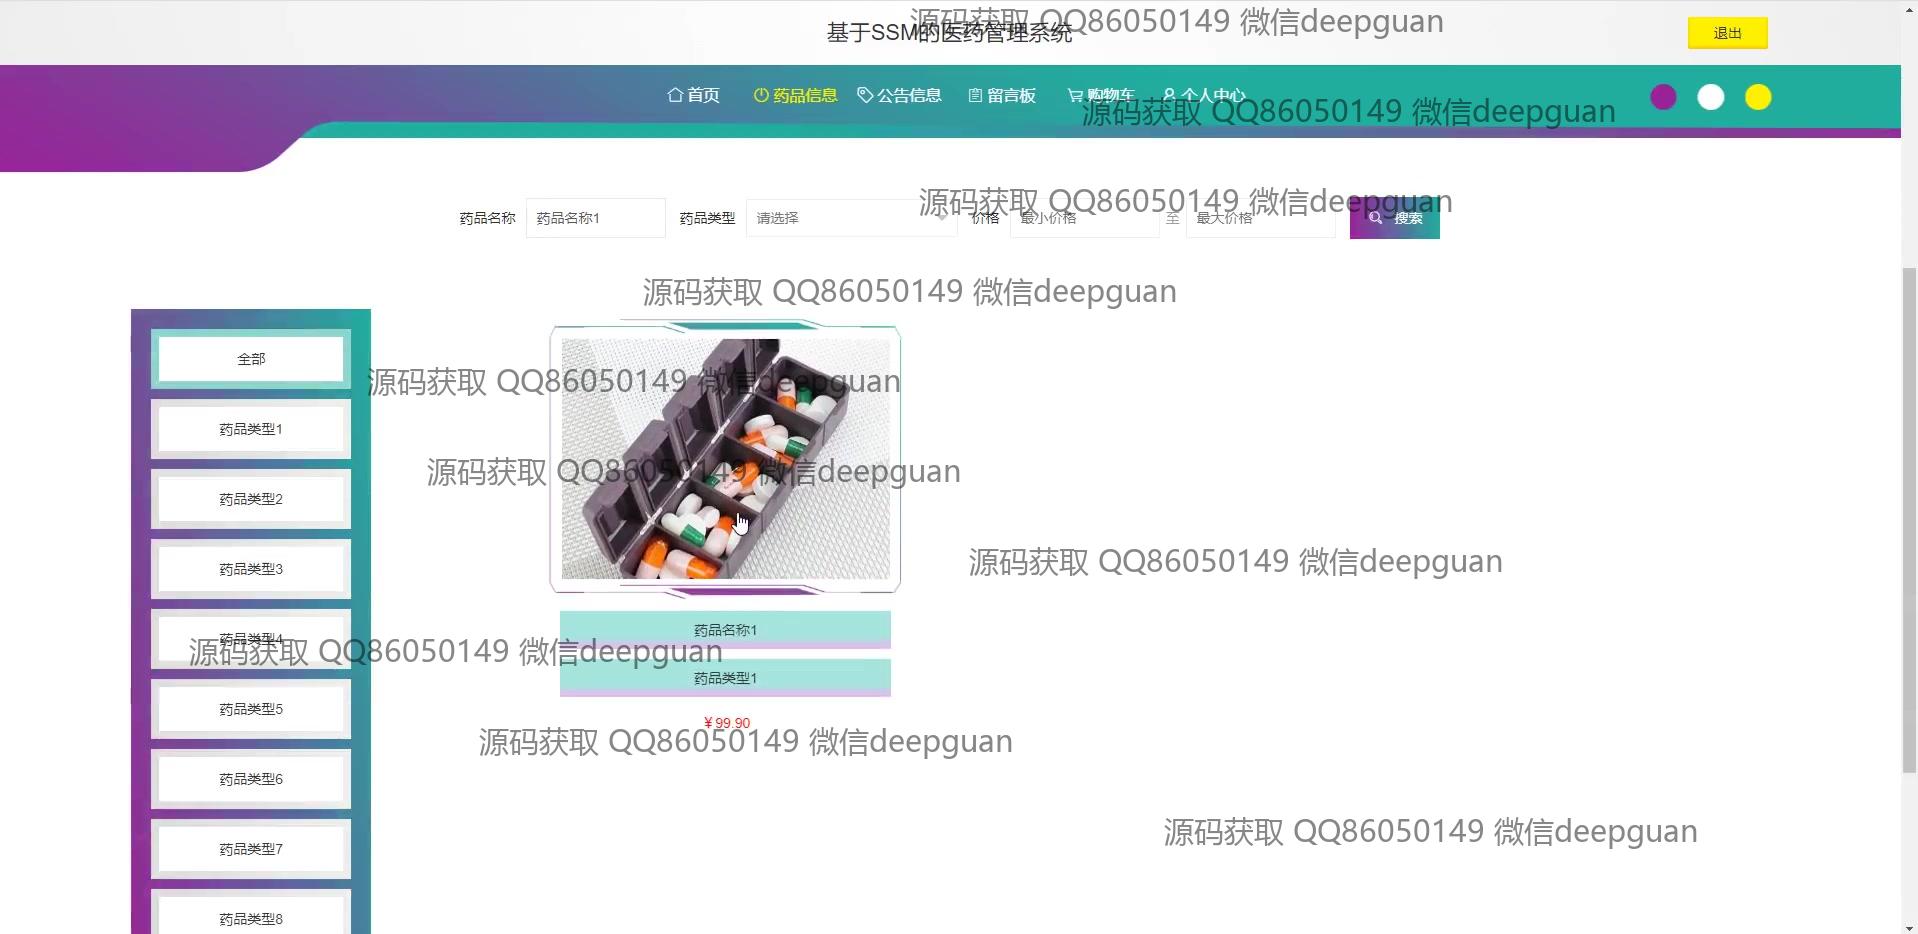 源码获取 QQ86050149 微信deepguan
基于SSM的医药管理系统
退出
首页 药品信息 公告信息 留言板 购物车 个人中心
源码获取 QQ86050149 微信deepguan
源码获取 QQ86050149 微信deepguan
药品名称 药品名称1 药品类型 请选择 价格 最小价格 至 最大价格 搜索
源码获取 QQ86050149 微信deepguan
全部
源码获取 QQ86050149 微信deepguan
药品类型1
源码获取 QQ86050149 微信deepguan
药品类型2
源码获取 QQ86050149 微信deepguan
药品类型3
药品名称1
药品类型4
源码获取 QQ86050149 微信deepguan
药品类型1
药品类型5
￥99.90
源码获取 QQ86050149 微信deepguan
药品类型6
源码获取 QQ86050149 微信deepguan
药品类型7
药品类型8